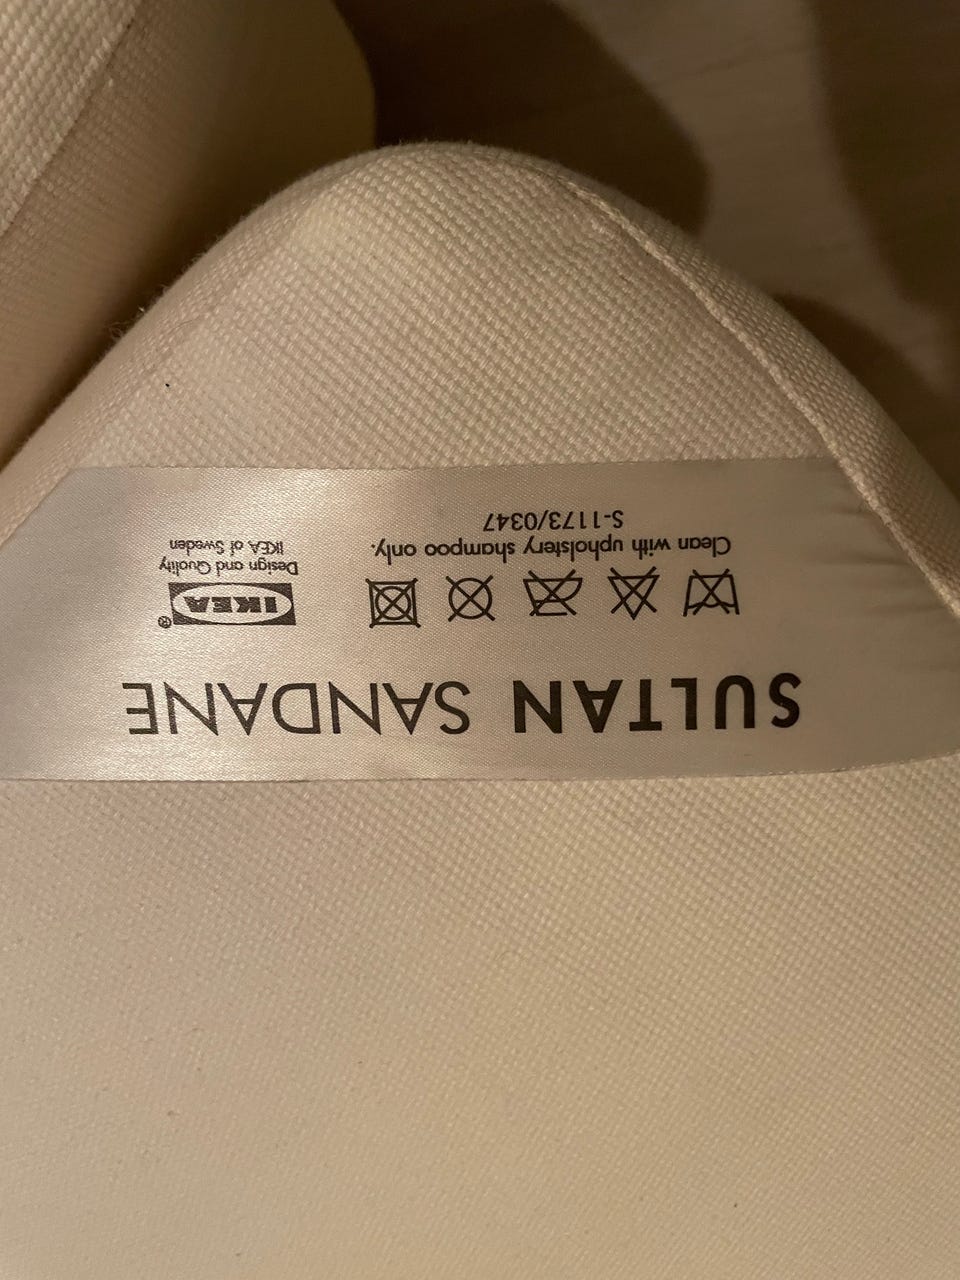 SULTAN SANDANE
Clean with upholstery shampoo only.
S-1173/0347
IKEA®
Design and Quality
IKEA of Sweden